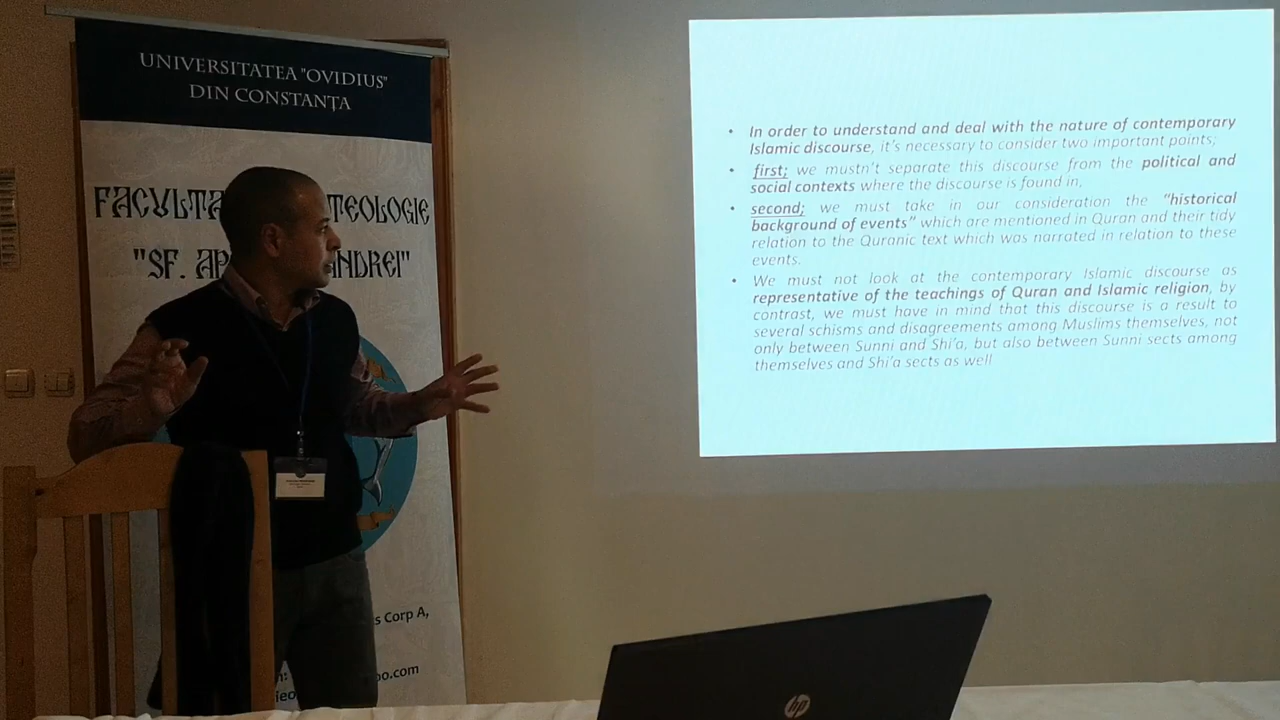 UNIVERSITATEA "OVIDIUS"
DIN CONSTANȚA
FACULTA TEOLOGIE
"SF. AP NDREI"
s Corp A,
oo.com
• In order to understand and deal with the nature of contemporary
Islamic discourse, it's necessary to consider two important points;
• first; we mustn't separate this discourse from the political and
social contexts where the discourse is found in,
• second; we must take in our consideration the "historical
background of events" which are mentioned in Quran and their tidy
relation to the Quranic text which was narrated in relation to these
events.
• We must not look at the contemporary Islamic discourse as
representative of the teachings of Quran and Islamic religion, by
contrast, we must have in mind that this discourse is a result to
several schisms and disagreements among Muslims themselves, not
only between Sunni and Shi'a, but also between Sunni sects among
themselves and Shi'a sects as well
hp